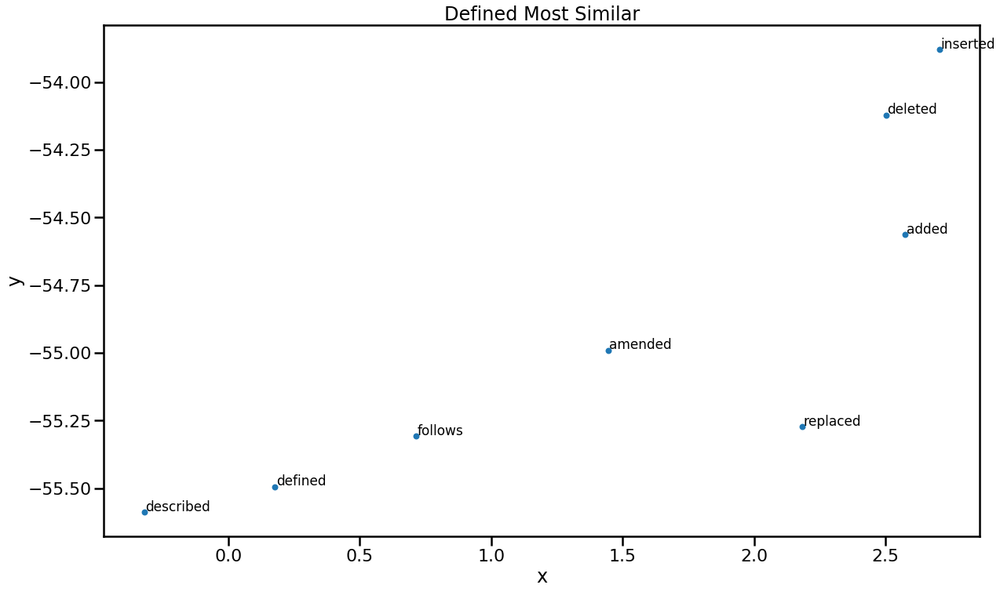 Defined Most Similar
inserted
−54.00
deleted
−54.25
−54.50
added
−54.75
y
−55.00
amended
−55.25
replaced
follows
−55.50
defined
described
0.0 0.5 1.0 1.5 2.0 2.5
x